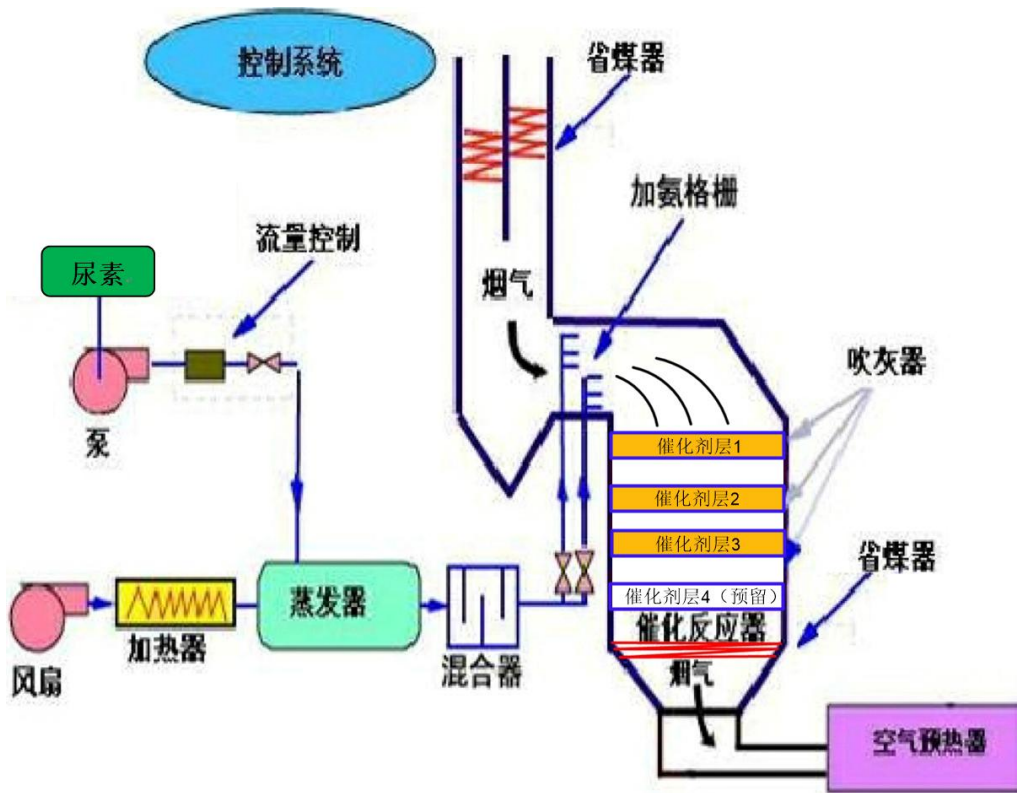 控制系统
省煤器
加氨格栅
流量控制
尿素
烟气
吹灰器
泵
催化剂层1
催化剂层2
催化剂层3
省煤器
催化剂层4（预留）
蒸发器
催化反应器
加热器
混合器
烟气
风扇
空气预热器